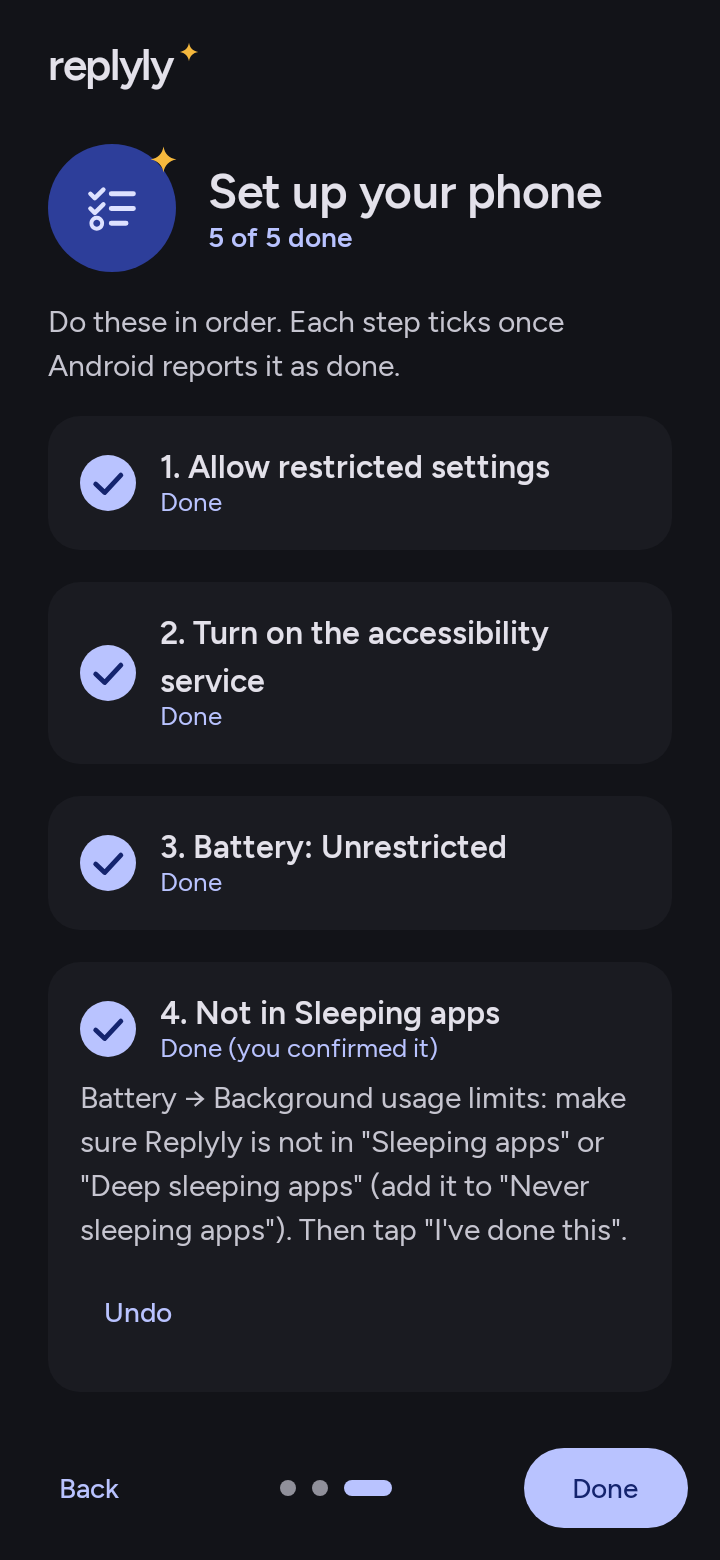 replyly
Set up your phone
5 of 5 done
Do these in order. Each step ticks once
Android reports it as done.
1. Allow restricted settings
Done
2. Turn on the accessibility
service
Done
3. Battery: Unrestricted
Done
4. Not in Sleeping apps
Done (you confirmed it)
Battery → Background usage limits: make
sure Replyly is not in "Sleeping apps" or
"Deep sleeping apps" (add it to "Never
sleeping apps"). Then tap "I've done this".
Undo
Back
Done